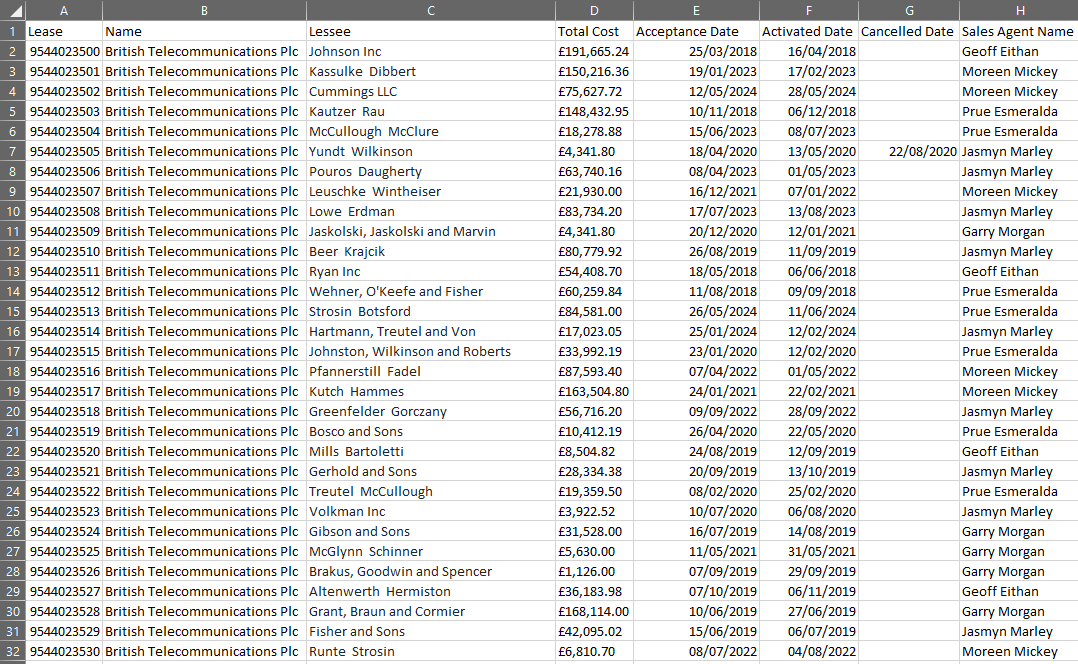 A B C D E F G H
1 Lease Name Lessee Total Cost Acceptance Date Activated Date Cancelled Date Sales Agent Name
2 9544023500 British Telecommunications Plc Johnson Inc £191,665.24 25/03/2018 16/04/2018 Geoff Eithan
3 9544023501 British Telecommunications Plc Kassulke Dibbert £150,216.36 19/01/2023 17/02/2023 Moreen Mickey
4 9544023502 British Telecommunications Plc Cummings LLC £75,627.72 12/05/2024 28/05/2024 Moreen Mickey
5 9544023503 British Telecommunications Plc Kautzer Rau £148,432.95 10/11/2018 06/12/2018 Prue Esmeralda
6 9544023504 British Telecommunications Plc McCullough McClure £18,278.88 15/06/2023 08/07/2023 Prue Esmeralda
7 9544023505 British Telecommunications Plc Yundt Wilkinson £4,341.80 18/04/2020 13/05/2020 22/08/2020 Jasmyn Marley
8 9544023506 British Telecommunications Plc Pouros Daugherty £63,740.16 08/04/2023 01/05/2023 Jasmyn Marley
9 9544023507 British Telecommunications Plc Leuschke Wintheiser £21,930.00 16/12/2021 07/01/2022 Moreen Mickey
10 9544023508 British Telecommunications Plc Lowe Erdman £83,734.20 17/07/2023 13/08/2023 Jasmyn Marley
11 9544023509 British Telecommunications Plc Jaskolski, Jaskolski and Marvin £4,341.80 20/12/2020 12/01/2021 Garry Morgan
12 9544023510 British Telecommunications Plc Beer Krajcik £80,779.92 26/08/2019 11/09/2019 Jasmyn Marley
13 9544023511 British Telecommunications Plc Ryan Inc £54,408.70 18/05/2018 06/06/2018 Geoff Eithan
14 9544023512 British Telecommunications Plc Wehner, O'Keefe and Fisher £60,259.84 11/08/2018 09/09/2018 Prue Esmeralda
15 9544023513 British Telecommunications Plc Strosin Botsford £84,581.00 26/05/2024 11/06/2024 Prue Esmeralda
16 9544023514 British Telecommunications Plc Hartmann, Treutel and Von £17,023.05 25/01/2024 12/02/2024 Jasmyn Marley
17 9544023515 British Telecommunications Plc Johnston, Wilkinson and Roberts £33,992.19 23/01/2020 12/02/2020 Prue Esmeralda
18 9544023516 British Telecommunications Plc Pfannerstill Fadel £87,593.40 07/04/2022 01/05/2022 Moreen Mickey
19 9544023517 British Telecommunications Plc Kutch Hammes £163,504.80 24/01/2021 22/02/2021 Moreen Mickey
20 9544023518 British Telecommunications Plc Greenfelder Gorczany £56,716.20 09/09/2022 28/09/2022 Jasmyn Marley
21 9544023519 British Telecommunications Plc Bosco and Sons £10,412.19 26/04/2020 22/05/2020 Prue Esmeralda
22 9544023520 British Telecommunications Plc Mills Bartoletti £8,504.82 24/08/2019 12/09/2019 Geoff Eithan
23 9544023521 British Telecommunications Plc Gerhold and Sons £28,334.38 20/09/2019 13/10/2019 Jasmyn Marley
24 9544023522 British Telecommunications Plc Treutel McCullough £19,359.50 08/02/2020 25/02/2020 Prue Esmeralda
25 9544023523 British Telecommunications Plc Volkman Inc £3,922.52 10/07/2020 06/08/2020 Jasmyn Marley
26 9544023524 British Telecommunications Plc Gibson and Sons £31,528.00 16/07/2019 14/08/2019 Garry Morgan
27 9544023525 British Telecommunications Plc McGlynn Schinner £5,630.00 11/05/2021 31/05/2021 Garry Morgan
28 9544023526 British Telecommunications Plc Brakus, Goodwin and Spencer £1,126.00 07/09/2019 29/09/2019 Garry Morgan
29 9544023527 British Telecommunications Plc Altenwerth Hermiston £36,183.98 07/10/2019 06/11/2019 Geoff Eithan
30 9544023528 British Telecommunications Plc Grant, Braun and Cormier £168,114.00 10/06/2019 27/06/2019 Garry Morgan
31 9544023529 British Telecommunications Plc Fisher and Sons £42,095.02 15/06/2019 06/07/2019 Jasmyn Marley
32 9544023530 British Telecommunications Plc Runte Strosin £6,810.70 08/07/2022 04/08/2022 Moreen Mickey